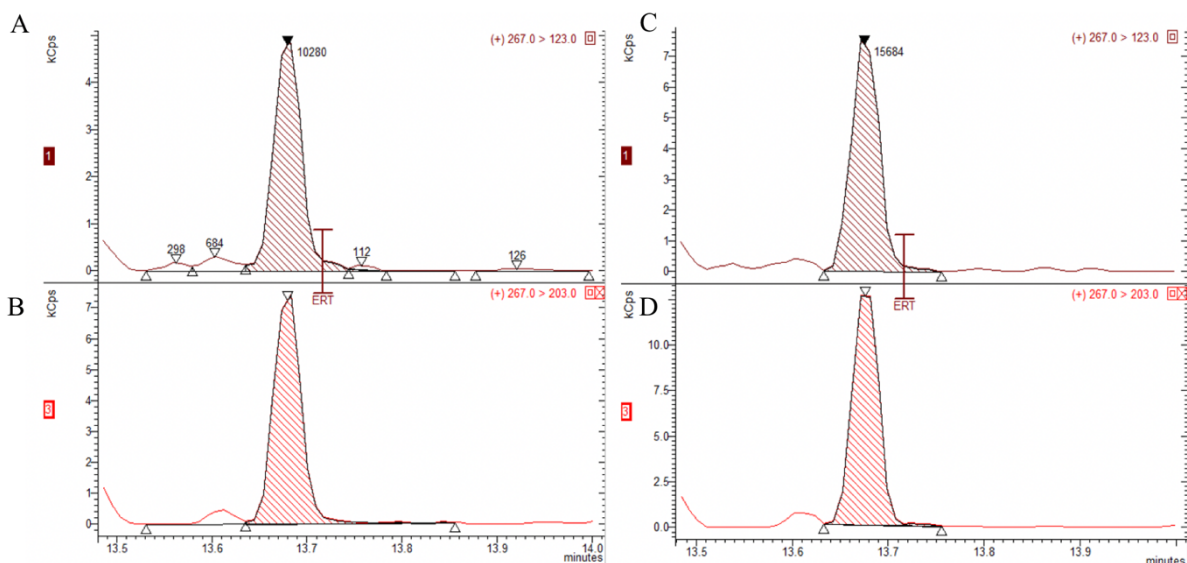 A
kCps
(+) 267.0 > 123.0
10280
4
3
2
1
0
1
298
684
112
126
ERT
B
kCps
(+) 267.0 > 203.0
7
6
5
4
3
2
1
0
3
13.5
13.6
13.7
13.8
13.9
14.0
minutes
C
kCps
(+) 267.0 > 123.0
15684
7
6
5
4
3
2
1
0
1
ERT
D
kCps
(+) 267.0 > 203.0
10.0
7.5
5.0
2.5
0.0
3
13.5
13.6
13.7
13.8
13.9
minutes